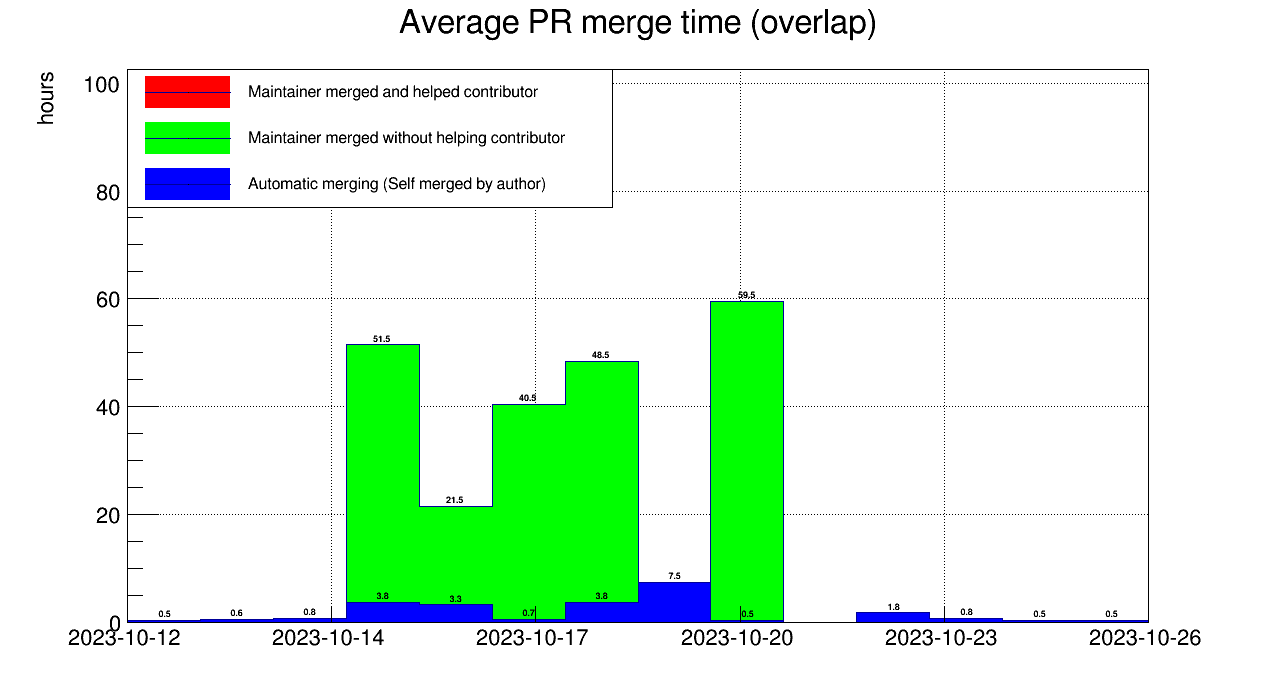 Average PR merge time (overlap)
hours
100
80
60
40
20
0
Maintainer merged and helped contributor
Maintainer merged without helping contributor
Automatic merging (Self merged by author)
59.5
51.5
48.5
40.5
21.5
7.5
0.5 0.6 0.8 3.8 3.3 0.7 3.8 0.5 1.8 0.8 0.5 0.5
2023-10-12 2023-10-14 2023-10-17 2023-10-20 2023-10-23 2023-10-26